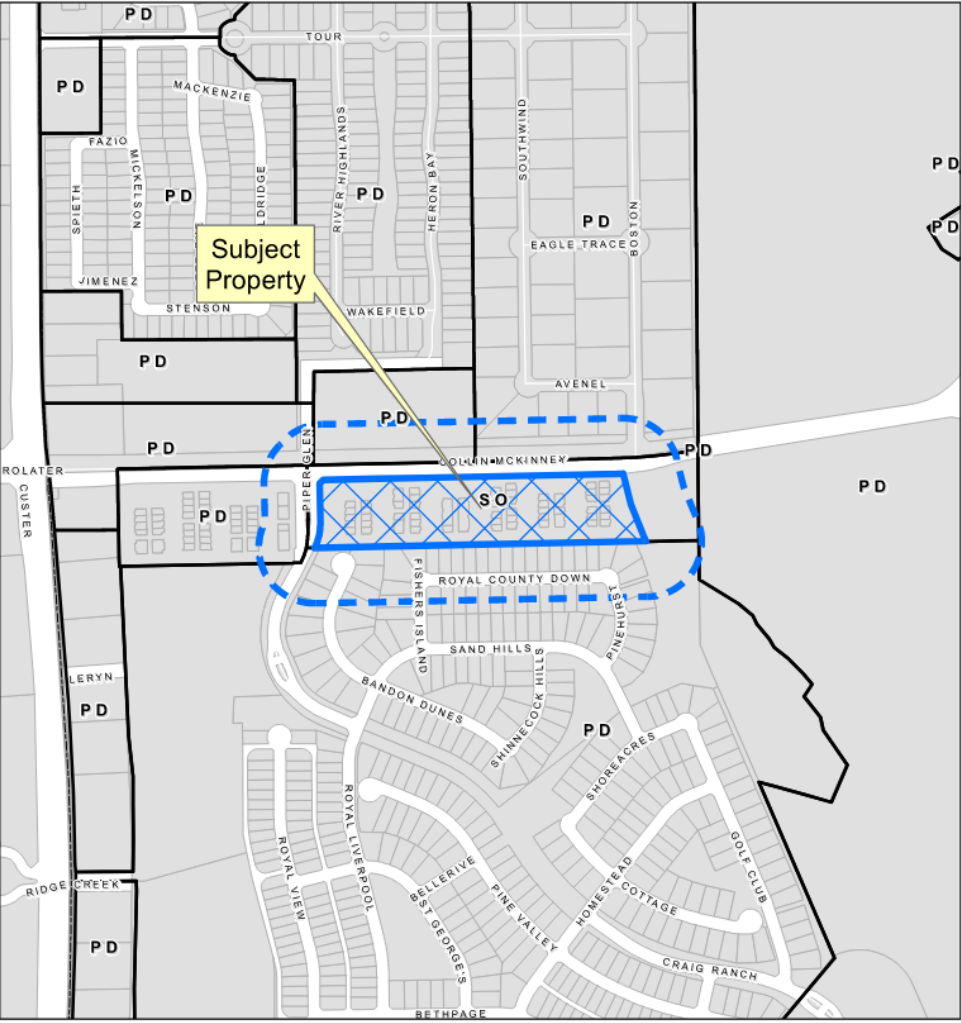 PD
TOUR
PD
MACKENZIE
FAZIO
SPIETH
MICKELSON
PD
LDRIDGE
RIVER HIGHLANDS
PD
HERON BAY
SOUTHWIND
PD
BOSTON
EAGLE TRACE
PD
PD
Subject
Property
JIMENEZ
STENSON
WAKEFIELD
PD
AVENEL
PD
PD
PIPER GLEN
COLLIN MCKINNEY
PD
ROLATER
CUSTER
PD
SO
PD
FISHERS ISLAND
ROYAL COUNTY DOWN
PINEHURST
SAND HILLS
LERYN
PD
BANDON DUNES
SHINNECOCK HILLS
PD
SHOREACRES
ROYAL LIVERPOOL
ROYAL VIEW
RIDGE CREEK
BELLERIVE
ST GEORGE'S
PINE VALLEY
HOMESTEAD
COTTAGE
GOLF CLUB
PD
CRAIG RANCH
BETHPAGE